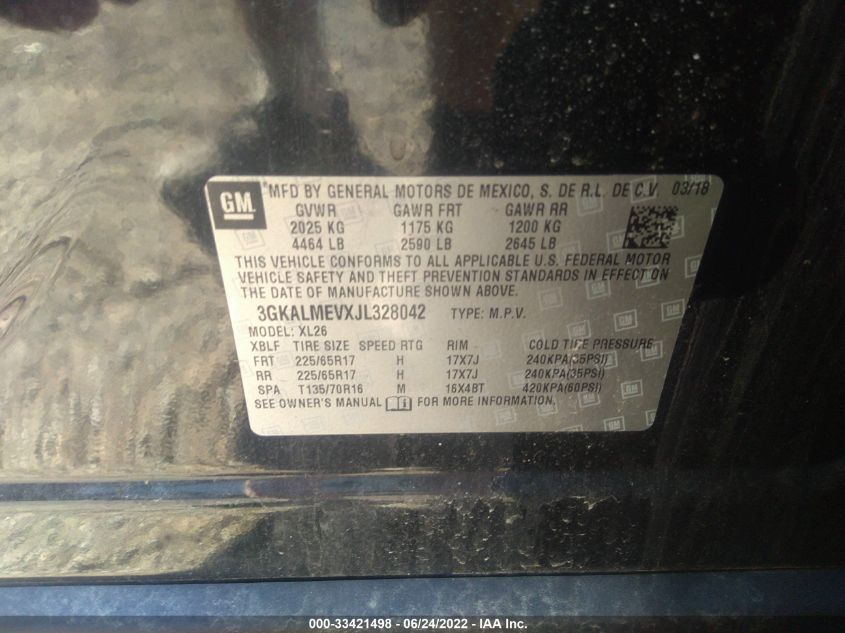 GM MFD BY GENERAL MOTORS DE MEXICO, S. DE R.L. DE C.V. 03/18
GVWR GAWR FRT GAWR RR
2025 KG 1175 KG 1200 KG
4464 LB 2590 LB 2645 LB
THIS VEHICLE CONFORMS TO ALL APPLICABLE U.S. FEDERAL MOTOR
VEHICLE SAFETY AND THEFT PREVENTION STANDARDS IN EFFECT ON
THE DATE OF MANUFACTURE SHOWN ABOVE.
3GKALMEVXJL328042 TYPE: M.P.V.
MODEL: XL26
XBLF TIRE SIZE SPEED RTG RIM COLD TIRE PRESSURE
FRT 225/65R17 H 17X7J 240KPA(35PSI)
RR 225/65R17 H 17X7J 240KPA(35PSI)
SPA T135/70R16 M 16X4BT 420KPA(60PSI)
SEE OWNER'S MANUAL FOR MORE INFORMATION.
000-33421498 - 06/24/2022 - IAA Inc.